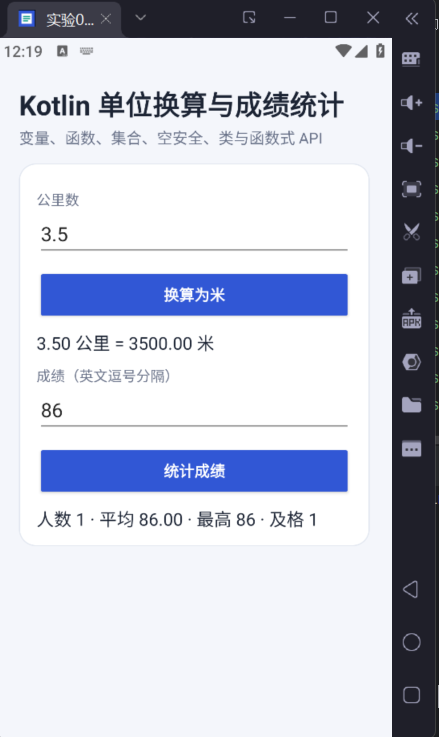 实验0...
12:19
Kotlin 单位换算与成绩统计
变量、函数、集合、空安全、类与函数式 API
公里数
3.5
换算为米
3.50 公里 = 3500.00 米
成绩（英文逗号分隔）
86
统计成绩
人数 1 · 平均 86.00 · 最高 86 · 及格 1
APK